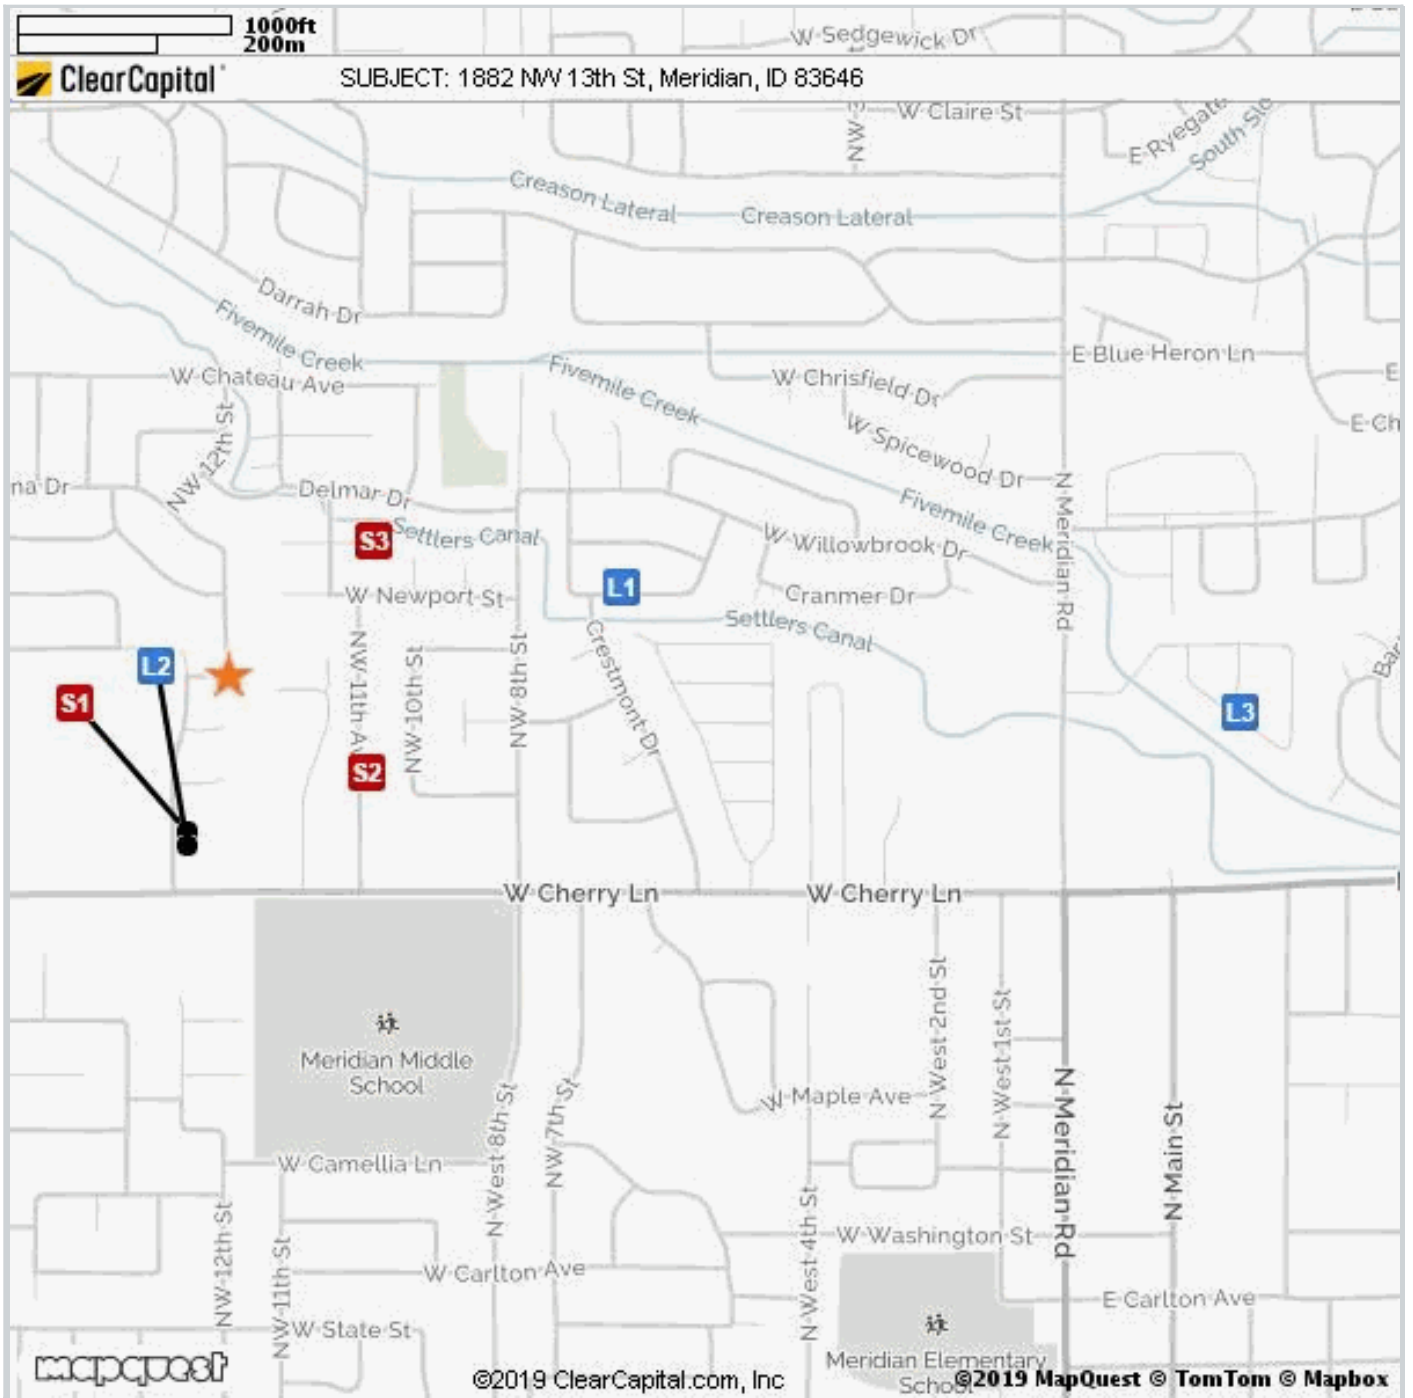 1000ft
200m
W Sedgewick Dr
ClearCapital
SUBJECT: 1882 NW 13th St, Meridian, ID 83646
W Claire St
E Ryegate
Creason Lateral
Creason Lateral
Darrah Dr
Fivemile Creek
E Blue Heron Ln
W Chateau Ave
Fivemile Creek
W Chrisfield Dr
E Ch
NW 12th St
W Spicewood Dr
N Meridian Rd
na Dr
Delmar Dr
Fivemile Creek
S3
Settlers Canal
W Willowbrook Dr
L1
W Newport St
Cranmer Dr
Settlers Canal
L2
S1
NW 11th Av
NW 10th St
NW 8th St
Crestmont Dr
L3
S2
W Cherry Ln
W Cherry Ln
Meridian Middle
School
N West 2nd St
N West 1st St
W Maple Ave
N West 8th St
NW 7th St
N Meridian Rd
N Main St
W Camellia Ln
N West 4th St
NW 12th St
NW 11th St
W Washington St
W Carlton Ave
E Carlton Ave
W State St
mapquest
Meridian Elementary
School
©2019 ClearCapital.com, Inc
©2019 MapQuest © TomTom © Mapbox